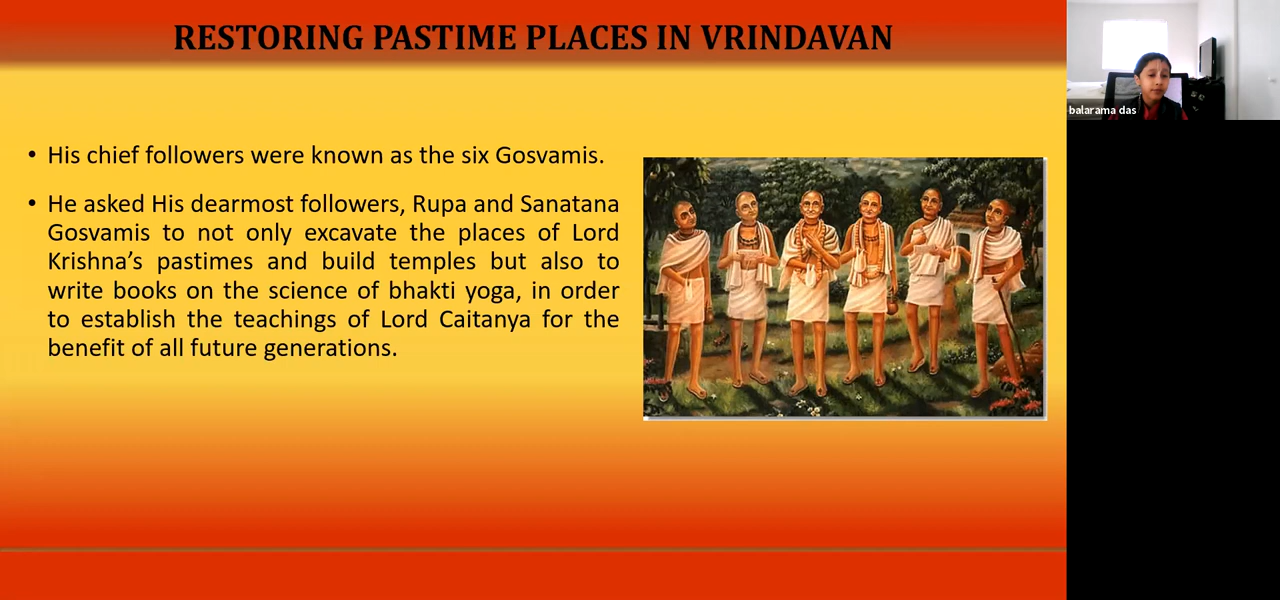 RESTORING PASTIME PLACES IN VRINDAVAN
• His chief followers were known as the six Gosvamis.
• He asked His dearmost followers, Rupa and Sanatana
Gosvamis to not only excavate the places of Lord
Krishna’s pastimes and build temples but also to
write books on the science of bhakti yoga, in order
to establish the teachings of Lord Caitanya for the
benefit of all future generations.
balarama das